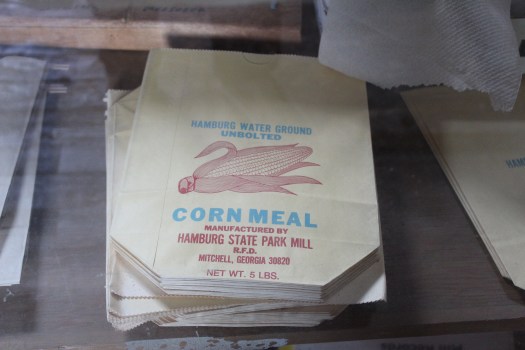 HAMBURG WATER GROUND
UNBOLTED
CORN MEAL
MANUFACTURED BY
HAMBURG STATE PARK MILL
R.F.D.
MITCHELL, GEORGIA 30820
NET WT. 5 LBS.